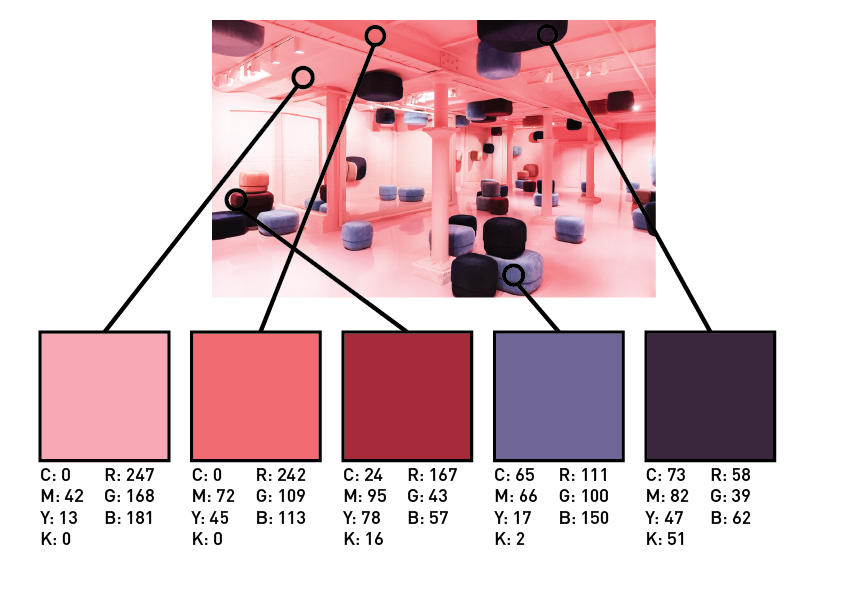 C: 0 R: 247
M: 42 G: 168
Y: 13 B: 181
K: 0
C: 0 R: 242
M: 72 G: 109
Y: 45 B: 113
K: 0
C: 24 R: 167
M: 95 G: 43
Y: 78 B: 57
K: 16
C: 65 R: 111
M: 66 G: 100
Y: 17 B: 150
K: 2
C: 73 R: 58
M: 82 G: 39
Y: 47 B: 62
K: 51